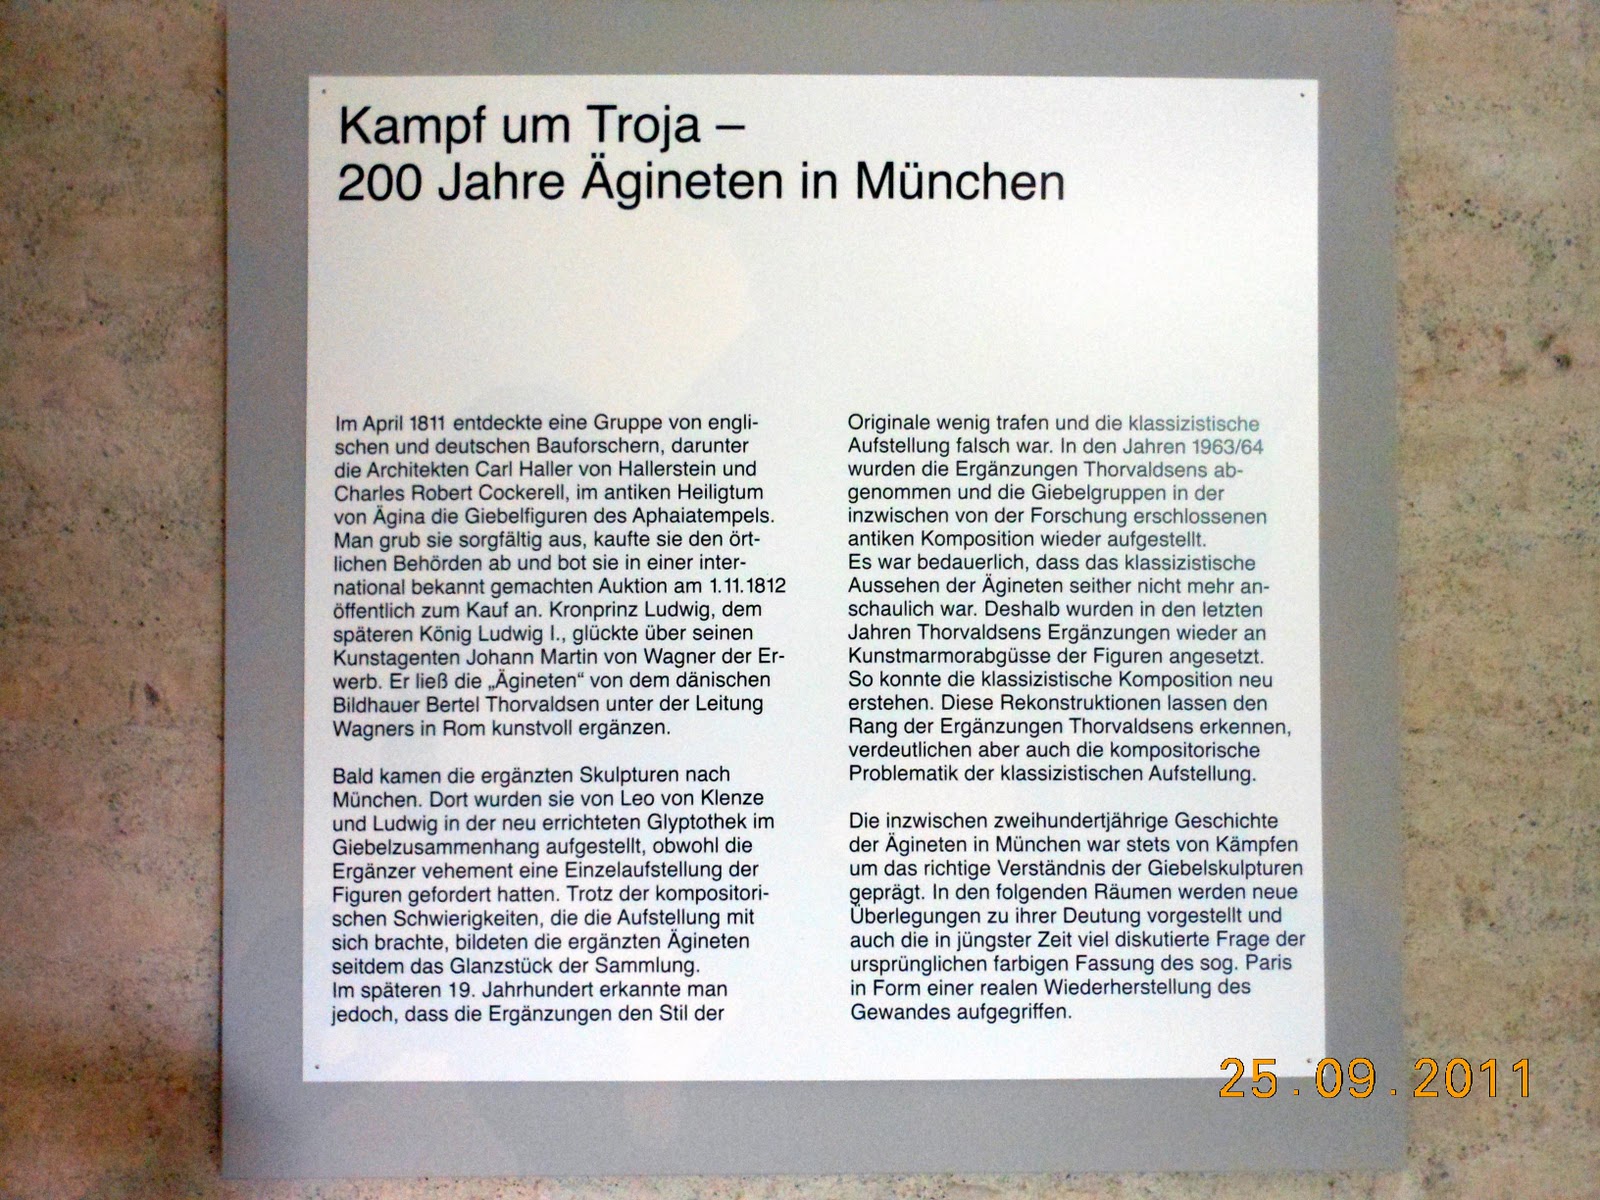 Kampf um Troja –
200 Jahre Ägineten in München
Im April 1811 entdeckte eine Gruppe von engli-
schen und deutschen Bauforschern, darunter
die Architekten Carl Haller von Hallerstein und
Charles Robert Cockerell, im antiken Heiligtum
von Ägina die Giebelfiguren des Aphaiatempels.
Man grub sie sorgfältig aus, kaufte sie den ört-
lichen Behörden ab und bot sie in einer inter-
national bekannt gemachten Auktion am 1.11.1812
öffentlich zum Kauf an. Kronprinz Ludwig, dem
späteren König Ludwig I., glückte über seinen
Kunstagenten Johann Martin von Wagner der Er-
werb. Er ließ die „Ägineten“ von dem dänischen
Bildhauer Bertel Thorvaldsen unter der Leitung
Wagners in Rom kunstvoll ergänzen.
Bald kamen die ergänzten Skulpturen nach
München. Dort wurden sie von Leo von Klenze
und Ludwig in der neu errichteten Glyptothek im
Giebelzusammenhang aufgestellt, obwohl die
Ergänzer vehement eine Einzelaufstellung der
Figuren gefordert hatten. Trotz der kompositori-
schen Schwierigkeiten, die die Aufstellung mit
sich brachte, bildeten die ergänzten Ägineten
seitdem das Glanzstück der Sammlung.
Im späteren 19. Jahrhundert erkannte man
jedoch, dass die Ergänzungen den Stil der
Originale wenig trafen und die klassizistische
Aufstellung falsch war. In den Jahren 1963/64
wurden die Ergänzungen Thorvaldsens ab-
genommen und die Giebelgruppen in der
inzwischen von der Forschung erschlossenen
antiken Komposition wieder aufgestellt.
Es war bedauerlich, dass das klassizistische
Aussehen der Ägineten seither nicht mehr an-
schaulich war. Deshalb wurden in den letzten
Jahren Thorvaldsens Ergänzungen wieder an
Kunstmarmorabgüsse der Figuren angesetzt.
So konnte die klassizistische Komposition neu
erstehen. Diese Rekonstruktionen lassen den
Rang der Ergänzungen Thorvaldsens erkennen,
verdeutlichen aber auch die kompositorische
Problematik der klassizistischen Aufstellung.
Die inzwischen zweihundertjährige Geschichte
der Ägineten in München war stets von Kämpfen
um das richtige Verständnis der Giebelskulpturen
geprägt. In den folgenden Räumen werden neue
Überlegungen zu ihrer Deutung vorgestellt und
auch die in jüngster Zeit viel diskutierte Frage der
ursprünglichen farbigen Fassung des sog. Paris
in Form einer realen Wiederherstellung des
Gewandes aufgegriffen.
25.09.2011